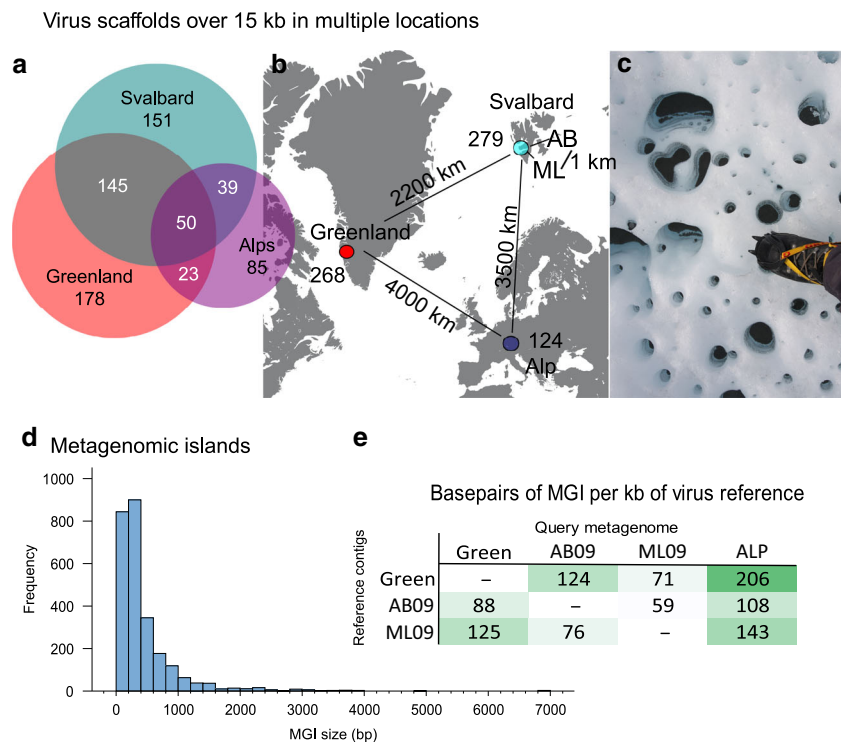 Virus scaffolds over 15 kb in multiple locations
a
Svalbard
151
145
39
50
Alps
85
Greenland
178
23
b
Svalbard
279
AB
ML
1 km
2200 km
Greenland
268
3500 km
4000 km
124
Alp
c
d Metagenomic islands
Frequency
1000
800
600
400
200
0
0 1000 2000 3000 4000 5000 6000 7000
MGI size (bp)
e
Basepairs of MGI per kb of virus reference
Query metagenome
Reference contigs
Green AB09 ML09 ALP
Green – 124 71 206
AB09 88 – 59 108
ML09 125 76 – 143